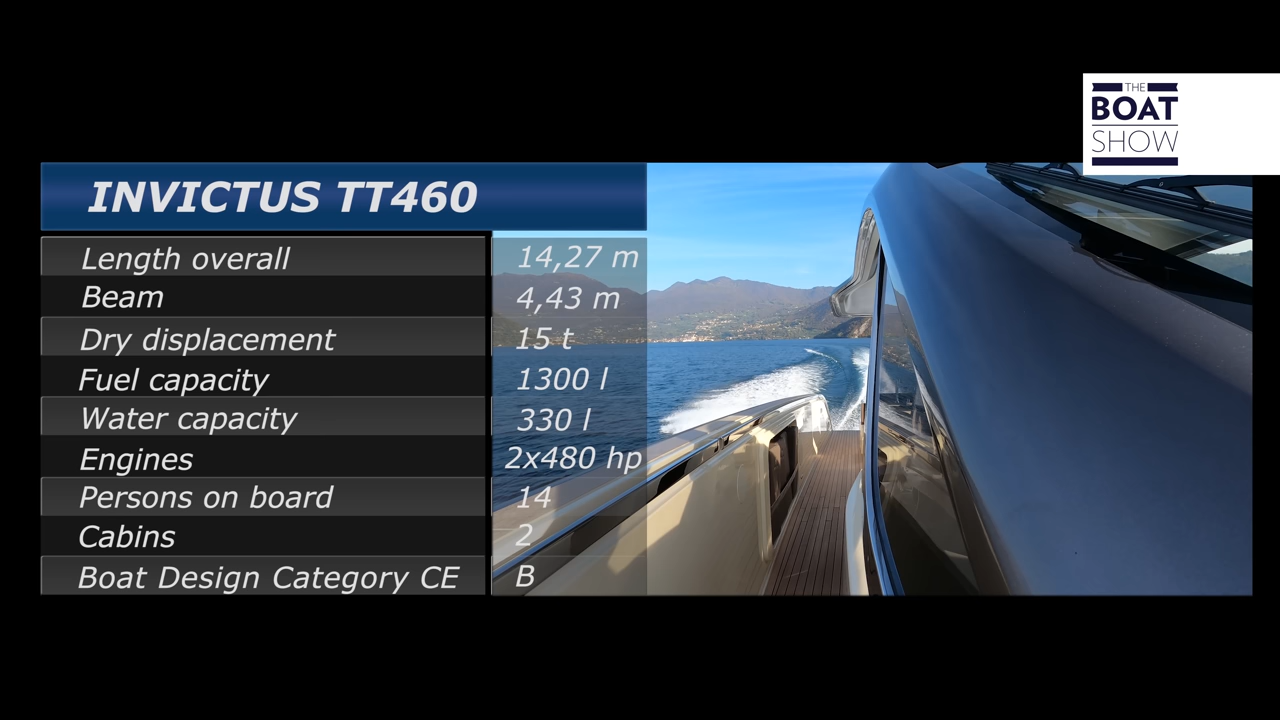 THE
BOAT
SHOW
INVICTUS TT460
Length overall 14,27 m
Beam 4,43 m
Dry displacement 15 t
Fuel capacity 1300 l
Water capacity 330 l
Engines 2x480 hp
Persons on board 14
Cabins 2
Boat Design Category CE B